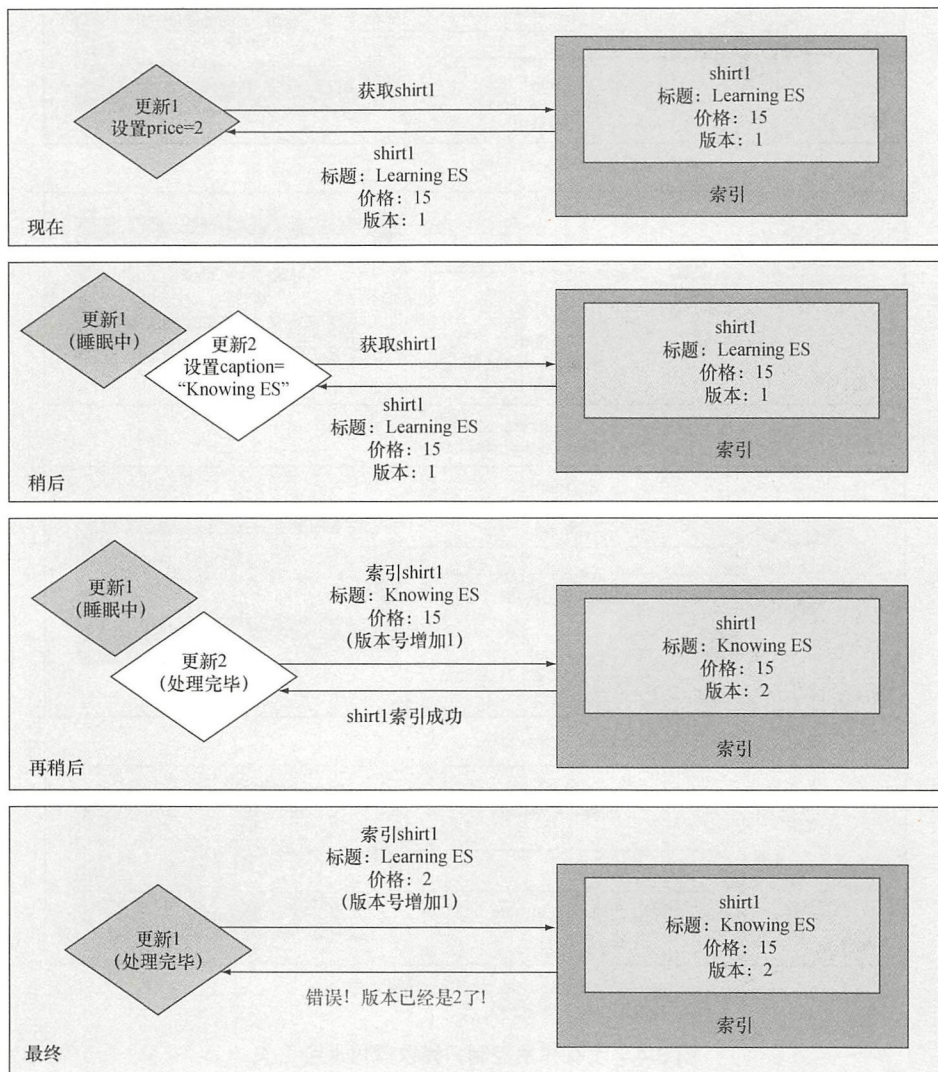 更新1
设置price=2
获取shirt1
shirt1
标题：Learning ES
价格：15
版本：1
shirt1
标题：Learning ES
价格：15
版本：1
索引
现在
更新1
（睡眠中）
更新2
设置caption=
“Knowing ES”
获取shirt1
shirt1
标题：Learning ES
价格：15
版本：1
shirt1
标题：Learning ES
价格：15
版本：1
索引
稍后
更新1
（睡眠中）
更新2
（处理完毕）
索引shirt1
标题：Knowing ES
价格：15
(版本号增加1)
shirt1索引成功
shirt1
标题：Knowing ES
价格：15
版本：2
索引
再稍后
更新1
（处理完毕）
索引shirt1
标题：Learning ES
价格：2
(版本号增加1)
错误！版本已经是2了!
shirt1
标题：Knowing ES
价格：15
版本：2
索引
最终